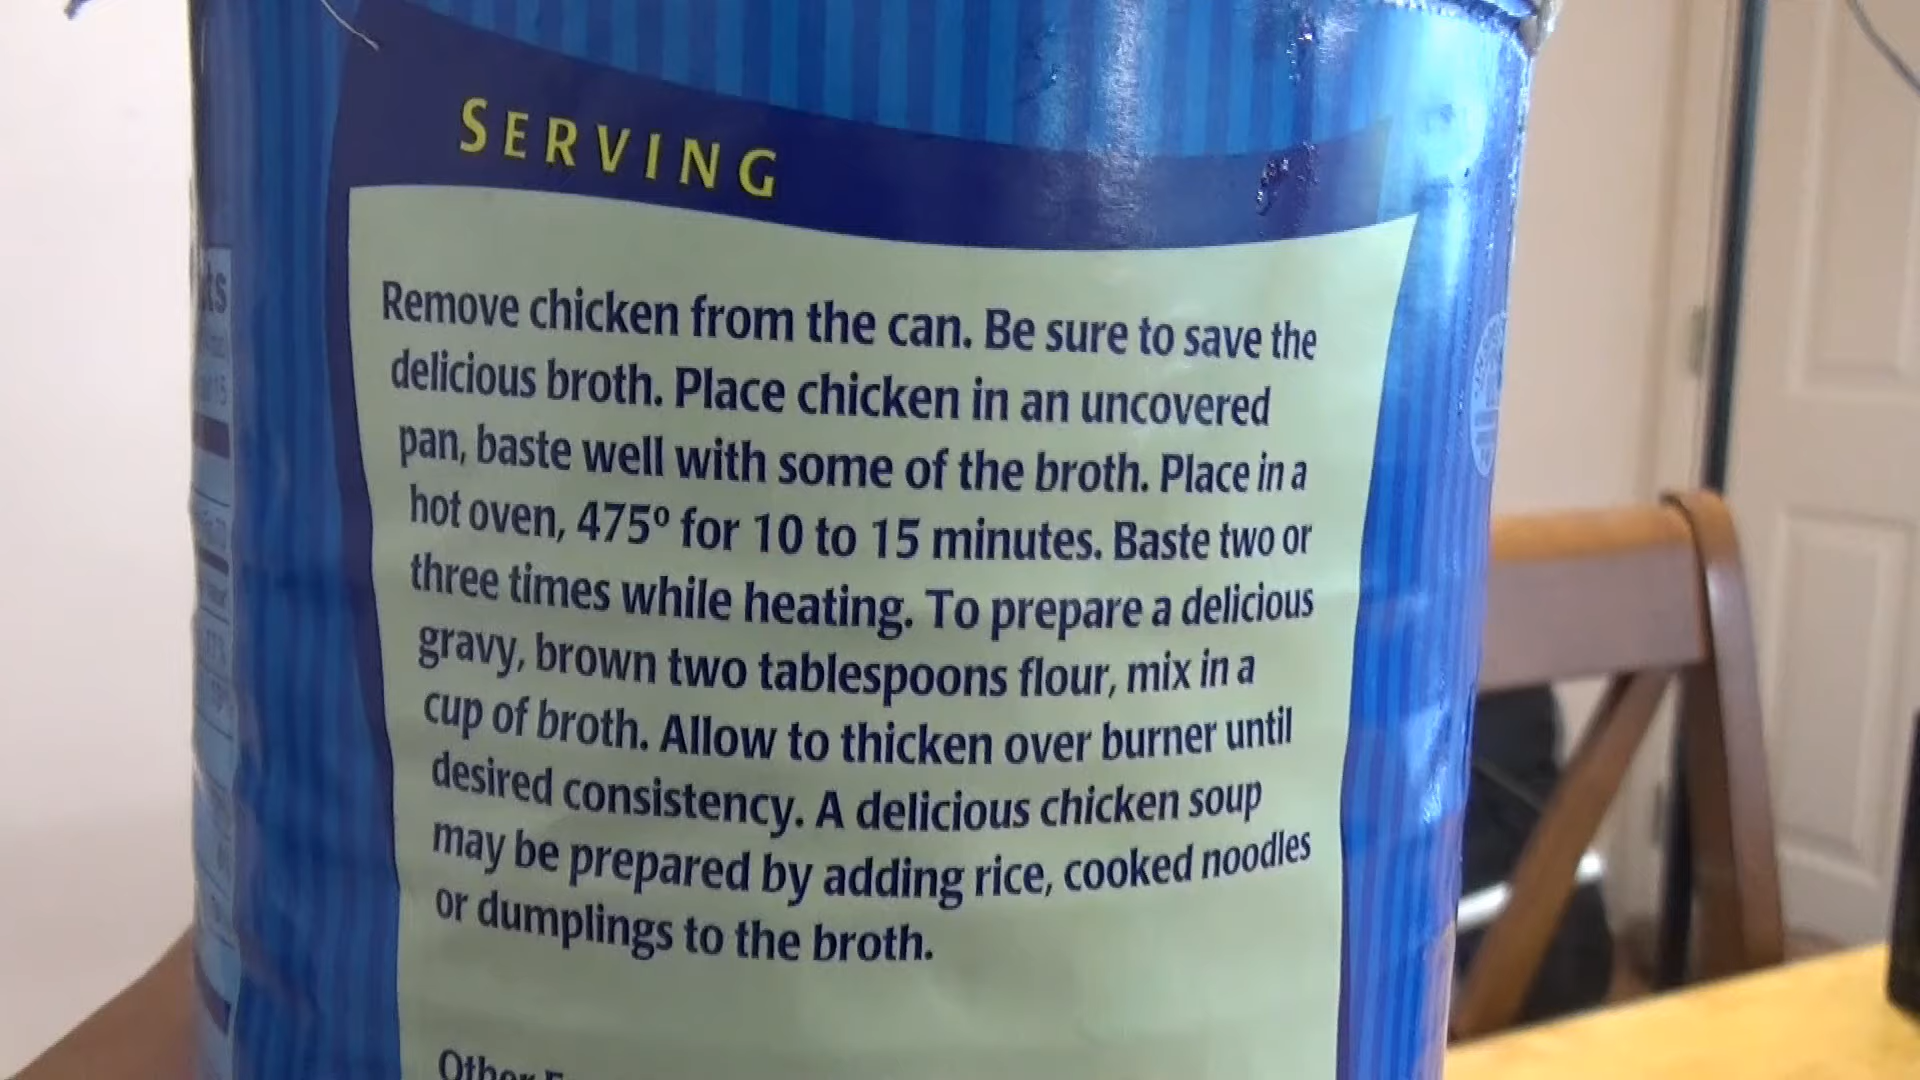 SERVING
Remove chicken from the can. Be sure to save the
delicious broth. Place chicken in an uncovered
pan, baste well with some of the broth. Place in a
hot oven, 475º for 10 to 15 minutes. Baste two or
three times while heating. To prepare a delicious
gravy, brown two tablespoons flour, mix in a
cup of broth. Allow to thicken over burner until
desired consistency. A delicious chicken soup
may be prepared by adding rice, cooked noodles
or dumplings to the broth.
Other